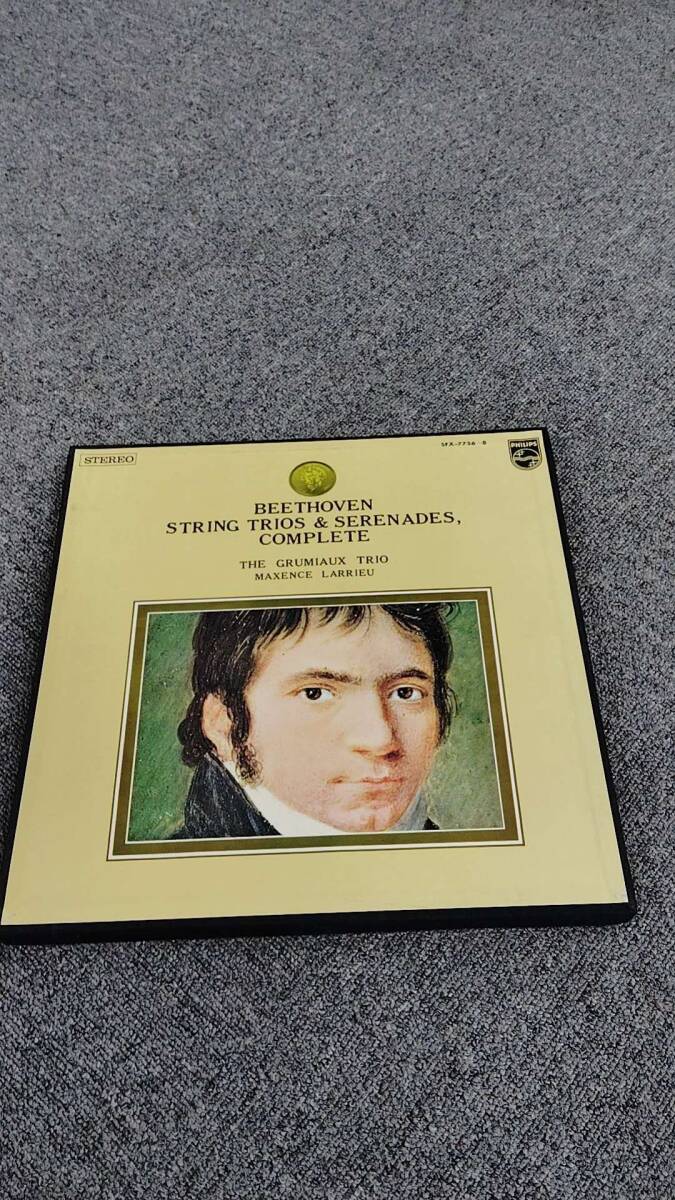 STEREO
SFX-7736~8
PHILIPS
BEETHOVEN
STRING TRIOS & SERENADES,
COMPLETE
THE GRUMIAUX TRIO
MAXENCE LARRIEU